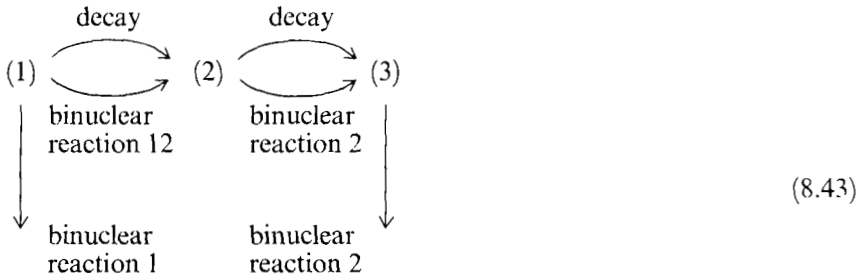 decay decay
(1) (2) (3)
binuclear binuclear
reaction 12 reaction 2
(8.43)
binuclear binuclear
reaction 1 reaction 2